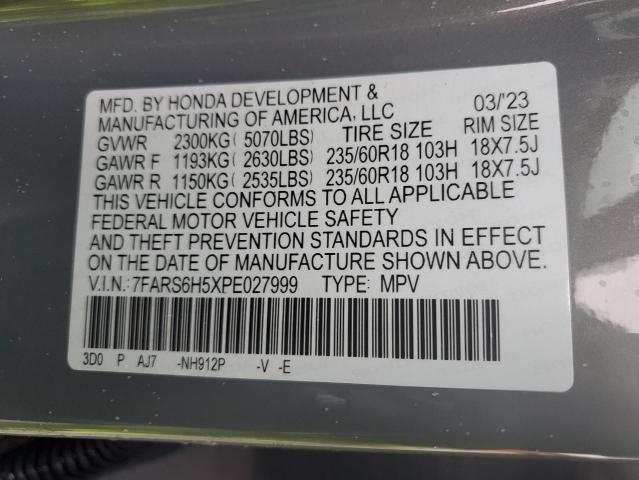 MFD. BY HONDA DEVELOPMENT & 03/'23
MANUFACTURING OF AMERICA, LLC
GVWR 2300KG( 5070LBS) TIRE SIZE RIM SIZE
GAWR F 1193KG( 2630LBS) 235/60R18 103H 18X7.5J
GAWR R 1150KG( 2535LBS) 235/60R18 103H 18X7.5J
THIS VEHICLE CONFORMS TO ALL APPLICABLE
FEDERAL MOTOR VEHICLE SAFETY
AND THEFT PREVENTION STANDARDS IN EFFECT
ON THE DATE OF MANUFACTURE SHOWN ABOVE.
V.I.N.: 7FARS6H5XPE027999 TYPE: MPV
3D0 P AJ7 -NH912P -V -E